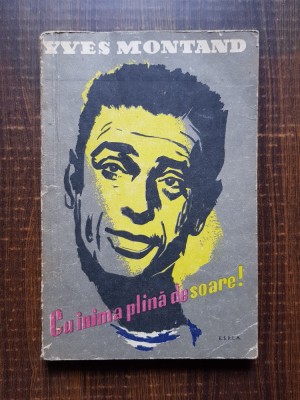 YVES MONTAND
Cu inima plină de soare!
E.S.P.L.A.